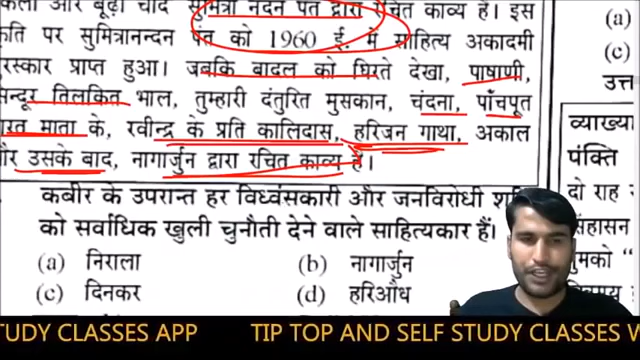 कला और बूढ़ा चाँद सुमित्रा नंदन पंत द्वारा रचित काव्य है। इस
कृति पर सुमित्रानन्दन पंत को 1960 ई. में साहित्य अकादमी
पुरस्कार प्राप्त हुआ। जबकि बादल को घिरते देखा, पाषाणी,
सिन्दूर तिलकित भाल, तुम्हारी दंतुरित मुसकान, चंदना, पाँचपूत
भारत माता के, रवीन्द्र के प्रति कालिदास, हरिजन गाथा, अकाल
और उसके बाद, नागार्जुन द्वारा रचित काव्य है।
कबीर के उपरान्त हर विध्वंसकारी और जनविरोधी
को सर्वाधिक खुली चुनौती देने वाले साहित्यकार हैं।
(a) निराला (b) नागार्जुन
(c) दिनकर (d) हरिऔध
(a)
(c)
उत्त
व्याख्या
पंक्ति
दो राह
सिंहासन
तुमको
STUDY CLASSES APP TIP TOP AND SELF STUDY CLASSES